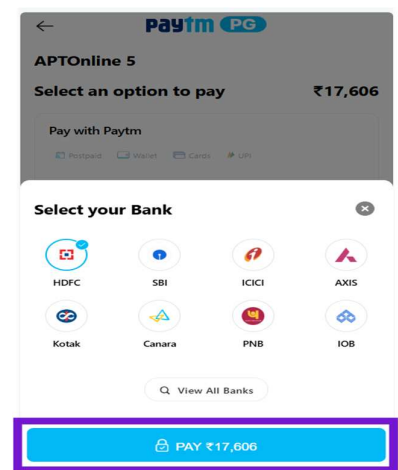 Paytm PG
APTOnline 5
Select an option to pay ₹17,606
Pay with Paytm
Postpaid Wallet Cards UPI
Select your Bank
HDFC SBI ICICI AXIS
Kotak Canara PNB IOB
View All Banks
PAY ₹17,606